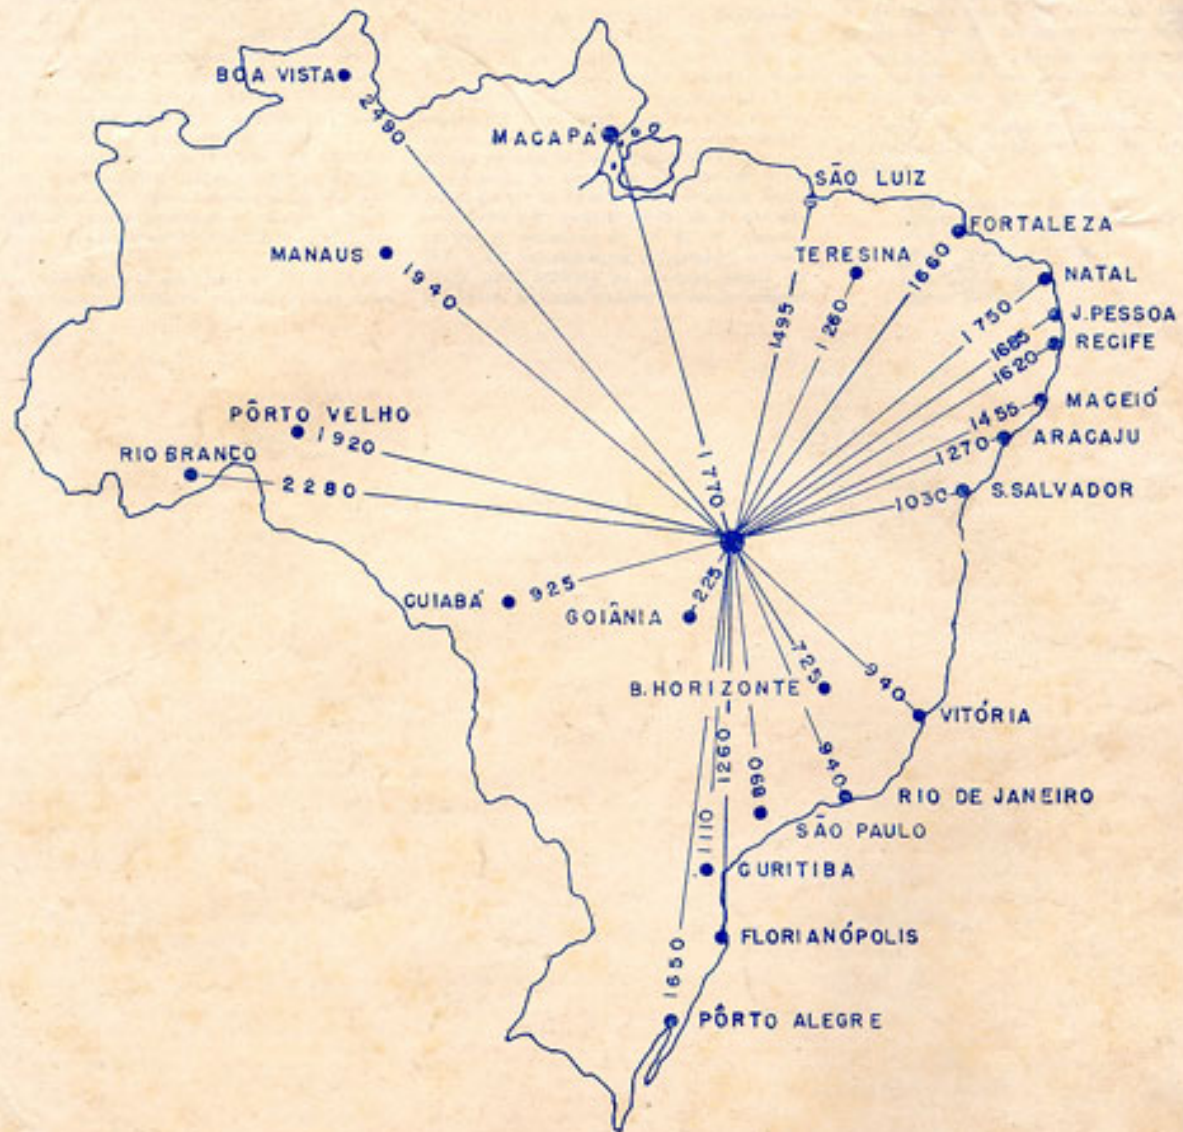 BOA VISTA
2490
MACAPÁ
SÃO LUIZ
FORTALEZA
MANAUS
1940
TERESINA
1660
NATAL
1495
1260
1750
J.PESSOA
1685
RECIFE
1620
MACEIÓ
1455
PÔRTO VELHO
1920
ARACAJU
1270
RIO BRANCO
2280
1770
1030
S.SALVADOR
CUIABÁ
925
225
GOIÂNIA
725
B.HORIZONTE
940
VITÓRIA
1260
890
940
RIO DE JANEIRO
1110
SÃO PAULO
CURITIBA
FLORIANÓPOLIS
1650
PÔRTO ALEGRE